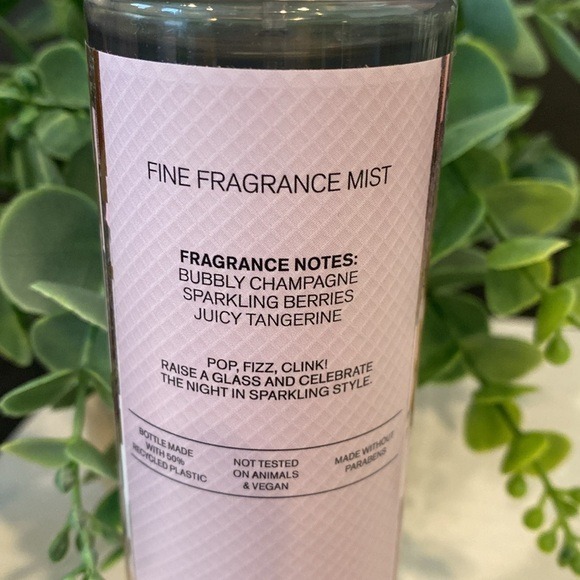 FINE FRAGRANCE MIST
FRAGRANCE NOTES:
BUBBLY CHAMPAGNE
SPARKLING BERRIES
JUICY TANGERINE
POP, FIZZ, CLINK!
RAISE A GLASS AND CELEBRATE
THE NIGHT IN SPARKLING STYLE.
BOTTLE MADE
WITH 50%
RECYCLED PLASTIC
NOT TESTED
ON ANIMALS
& VEGAN
MADE WITHOUT
PARABENS